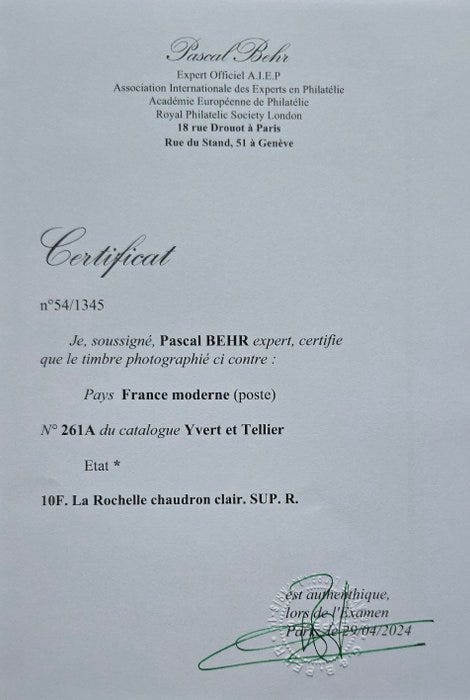 Pascal Behr
Expert Officiel A.I.E.P
Association Internationale des Experts en Philatélie
Académie Européenne de Philatélie
Royal Philatelic Society London
18 rue Drouot à Paris
Rue du Stand, 51 à Genève
Certificat
n°54/1345
Je, soussigné, Pascal BEHR expert, certifie
que le timbre photographié ci contre :
Pays France moderne (poste)
N° 261A du catalogue Yvert et Tellier
Etat *
10F. La Rochelle chaudron clair. SUP. R.
est authentique,
lors de l'Examen
Paris le 29/04/2024